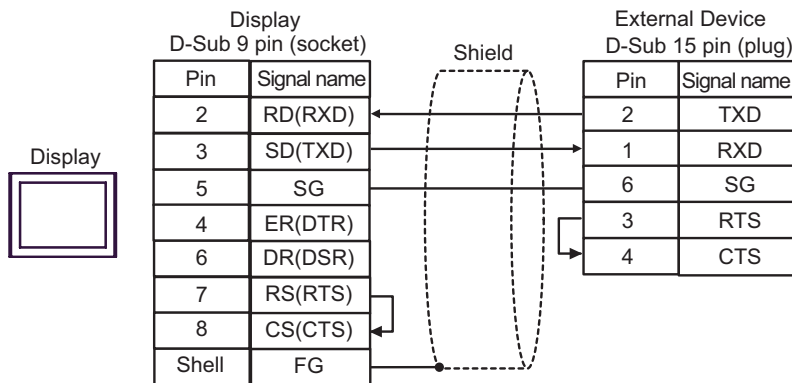 Display
D-Sub 9 pin (socket)
Shield
External Device
D-Sub 15 pin (plug)
Display
Pin Signal name
2 RD(RXD)
3 SD(TXD)
5 SG
4 ER(DTR)
6 DR(DSR)
7 RS(RTS)
8 CS(CTS)
Shell FG
Pin Signal name
2 TXD
1 RXD
6 SG
3 RTS
4 CTS